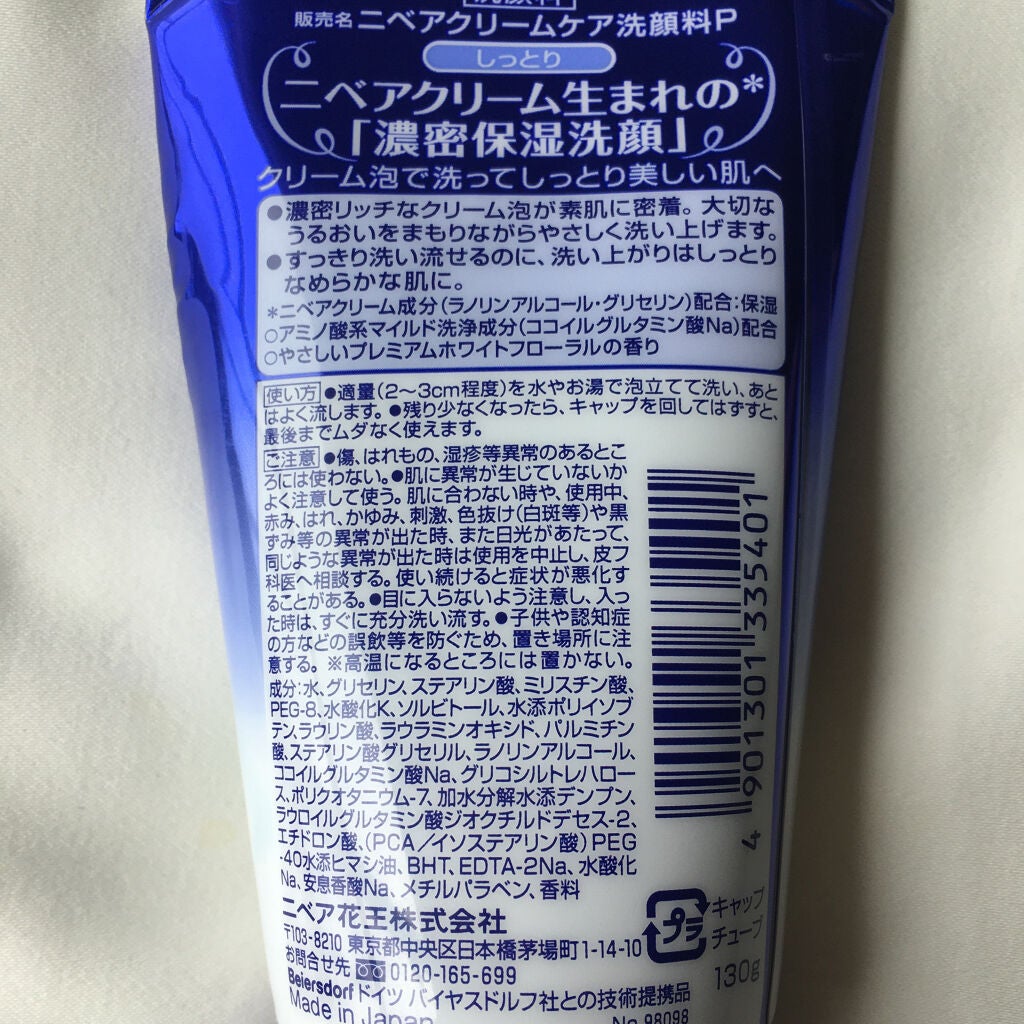 洗顔料
販売名 ニベアクリームケア洗顔料P
しっとり
ニベアクリーム生まれの*
「濃密保湿洗顔」
クリーム泡で洗ってしっとり美しい肌へ
●濃密リッチなクリーム泡が素肌に密着。大切な
うるおいをまもりながらやさしく洗い上げます。
●すっきり洗い流せるのに、洗い上がりはしっとり
なめらかな肌に。
*ニベアクリーム成分(ラノリンアルコール・グリセリン)配合:保湿
○アミノ酸系マイルド洗浄成分(ココイルグルタミン酸Na)配合
○やさしいプレミアムホワイトフローラルの香り
使い方 ●適量(2〜3cm程度)を水やお湯で泡立てて洗い、あと
はよく流します。●残り少なくなったら、キャップを回してはずすと、
最後までムダなく使えます。
ご注意 ●傷、はれもの、湿疹等異常のあるとこ
ろには使わない。●肌に異常が生じていないか
よく注意して使う。肌に合わない時や、使用中、
赤み、はれ、かゆみ、刺激、色抜け(白斑等)や黒
ずみ等の異常が出た時、また日光があたって、
同じような異常が出た時は使用を中止し、皮フ
科医へ相談する。使い続けると症状が悪化す
ることがある。●目に入らないよう注意し、入っ
た時は、すぐに充分洗い流す。●子供や認知症
の方などの誤飲等を防ぐため、置き場所に注
意する。※高温になるところには置かない。
成分:水、グリセリン、ステアリン酸、ミリスチン酸、
PEG-8、水酸化K、ソルビトール、水添ポリイソブ
テン、ラウリン酸、ラウラミンオキシド、パルミチン
酸、ステアリン酸グリセリル、ラノリンアルコール、
ココイルグルタミン酸Na、グリコシルトレハロー
ス、ポリクオタニウム-7、加水分解水添デンプン、
ラウロイルグルタミン酸ジオクチルドデセス-2、
エチドロン酸、(PCA/イソステアリン酸)PEG
-40水添ヒマシ油、BHT、EDTA-2Na、水酸化
Na、安息香酸Na、メチルパラベン、香料
4 901301 335401
ニベア花王株式会社
〒103-8210 東京都中央区日本橋茅場町1-14-10
お問合せ先 0120-165-699
Beiersdorf ドイツ バイヤスドルフ社との技術提携品
Made in Japan No.98098
プラ
キャップ
チューブ
130g